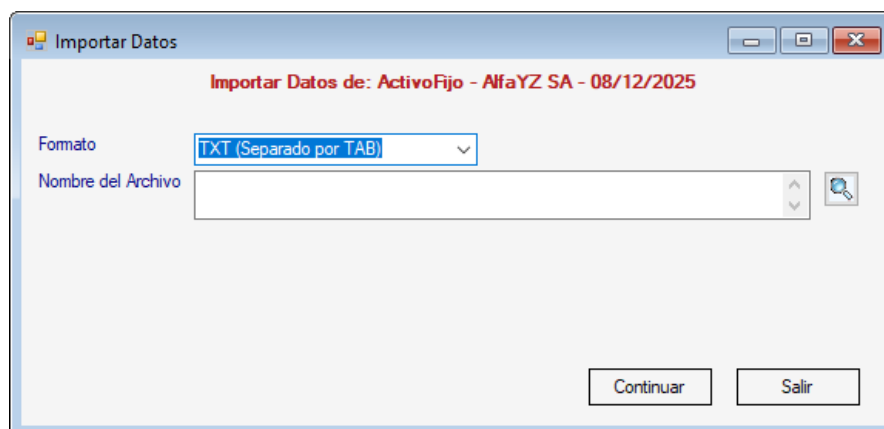 Importar Datos
Importar Datos de: ActivoFijo - AlfaYZ SA - 08/12/2025
Formato
TXT (Separado por TAB)
Nombre del Archivo
Continuar
Salir